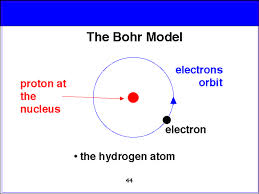 The Bohr Model
electrons
orbit
proton at
the
nucleus
electron
• the hydrogen atom
44